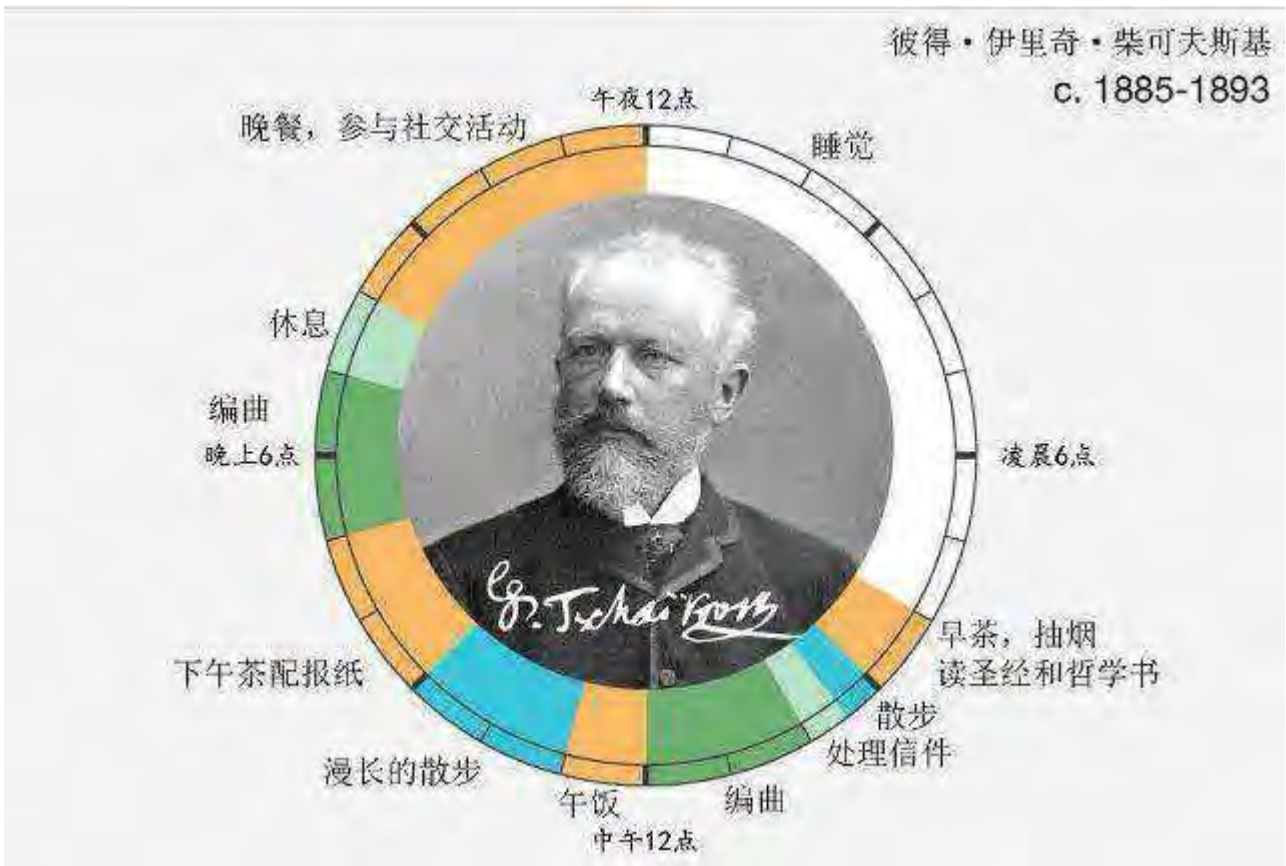 彼得・伊里奇・柴可夫斯基
c. 1885-1893
午夜12点
晚餐，参与社交活动
睡觉
休息
编曲
晚上6点
凌晨6点
早茶，抽烟
读圣经和哲学书
下午茶配报纸
散步
处理信件
漫长的散步
午饭
编曲
中午12点